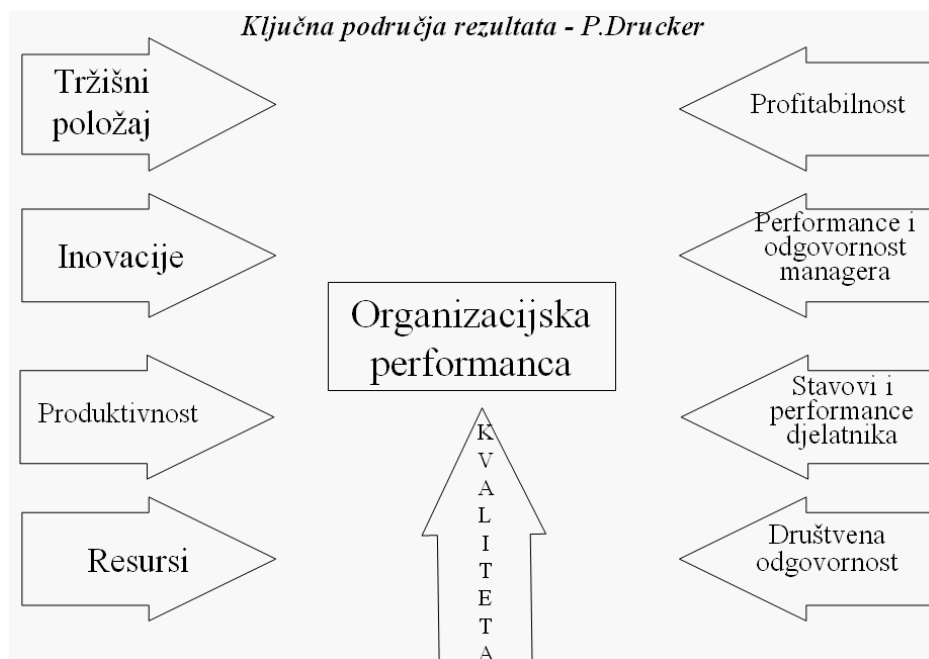 Ključna područja rezultata - P.Drucker
Tržišni
položaj
Profitabilnost
Inovacije
Performance i
odgovornost
managera
Organizacijska
performanca
Produktivnost
Stavovi i
performance
djelatnika
Resursi
Društvena
odgovornost
KVALITETA